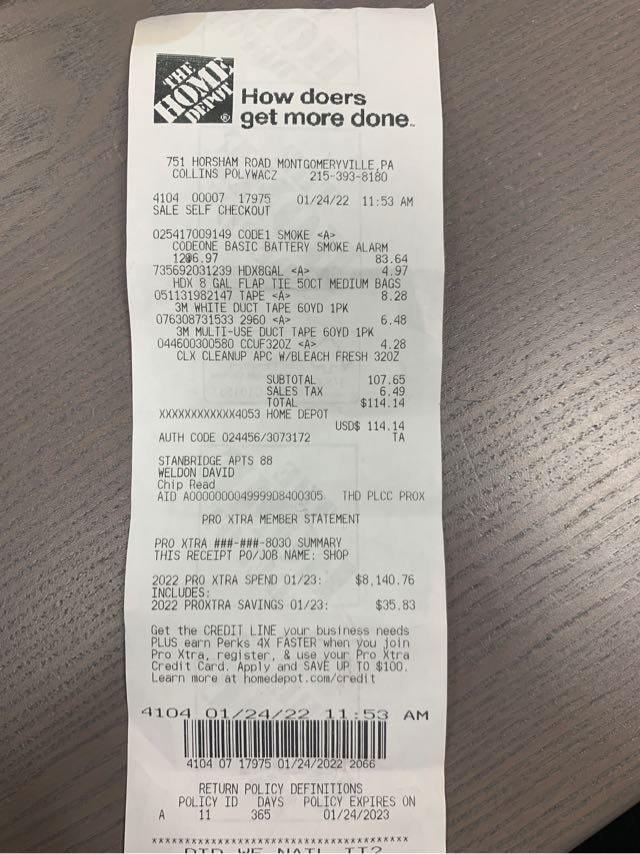 THE
HOME
DEPOT
®
How doers
get more done.™
751 HORSHAM ROAD MONTGOMERYVILLE,PA
COLLINS POLYWACZ 215-393-8180
4104 00007 17975 01/24/22 11:53 AM
SALE SELF CHECKOUT
025417009149 CODE1 SMOKE <A>
CODEONE BASIC BATTERY SMOKE ALARM
12@6.97 83.64
735692031239 HDX8GAL <A> 4.97
HDX 8 GAL FLAP TIE 50CT MEDIUM BAGS
051131982147 TAPE <A> 8.28
3M WHITE DUCT TAPE 60YD 1PK
076308731533 2960 <A> 6.48
3M MULTI-USE DUCT TAPE 60YD 1PK
044600300580 CCUF32OZ <A> 4.28
CLX CLEANUP APC W/BLEACH FRESH 32OZ
SUBTOTAL 107.65
SALES TAX 6.49
TOTAL $114.14
XXXXXXXXXXXX4053 HOME DEPOT
USD$ 114.14
AUTH CODE 024456/3073172 TA
STANBRIDGE APTS 88
WELDON DAVID
Chip Read
AID A0000000049999D8400305 THD PLCC PROX
PRO XTRA MEMBER STATEMENT
PRO XTRA ###-###-8030 SUMMARY
THIS RECEIPT PO/JOB NAME: SHOP
2022 PRO XTRA SPEND 01/23: $8,140.76
INCLUDES:
2022 PROXTRA SAVINGS 01/23: $35.83
Get the CREDIT LINE your business needs
PLUS earn Perks 4X FASTER when you join
Pro Xtra, register, & use your Pro Xtra
Credit Card. Apply and SAVE UP TO $100.
Learn more at homedepot.com/credit
4104 01/24/22 11:53 AM
4104 07 17975 01/24/2022 2066
RETURN POLICY DEFINITIONS
POLICY ID DAYS POLICY EXPIRES ON
A 11 365 01/24/2023
****************************************
DID WE NAIL IT?